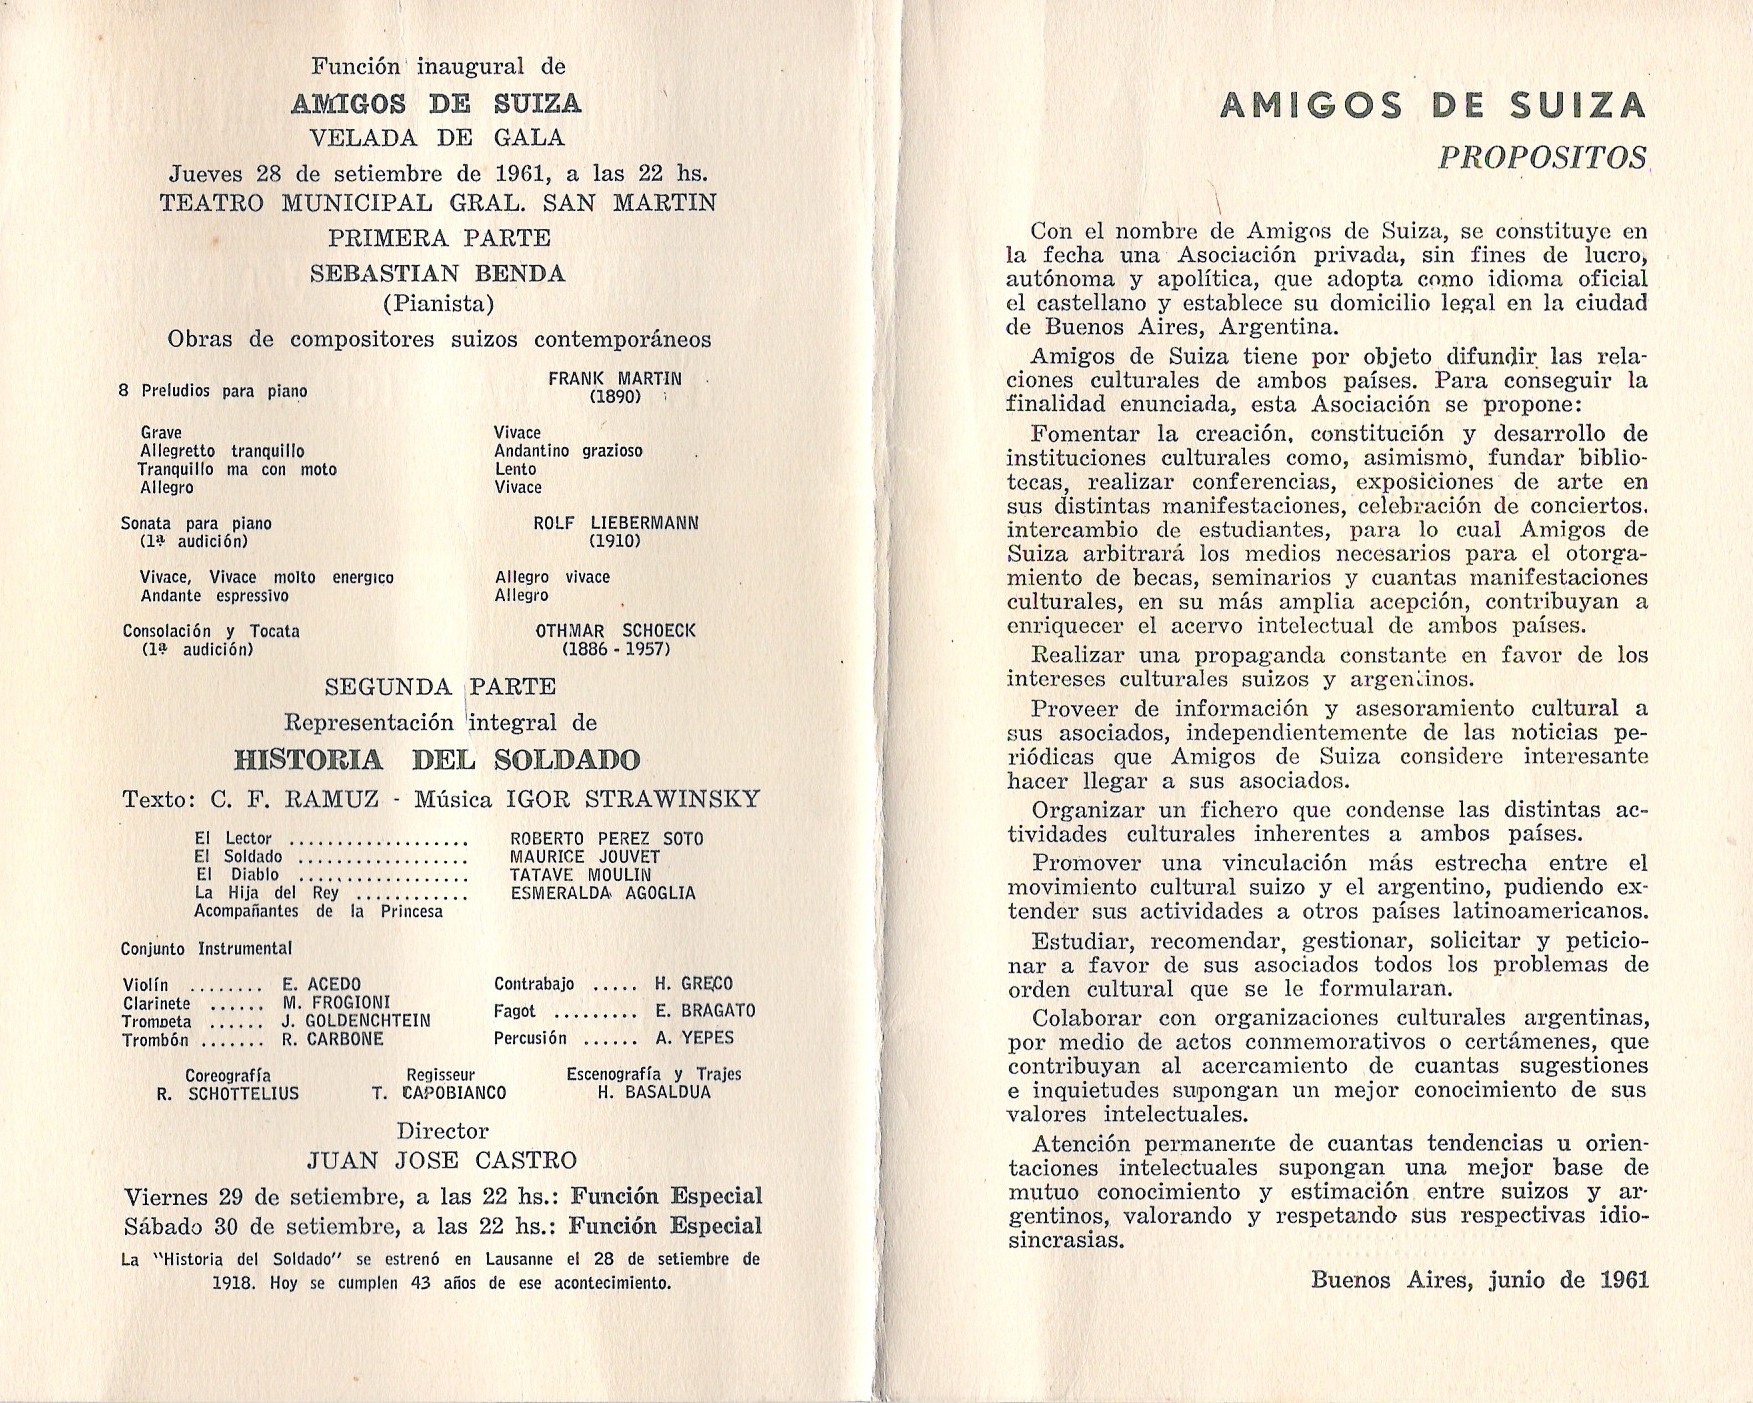 Función inaugural de
AMIGOS DE SUIZA
VELADA DE GALA
Jueves 28 de setiembre de 1961, a las 22 hs.
TEATRO MUNICIPAL GRAL. SAN MARTIN
PRIMERA PARTE
SEBASTIAN BENDA
(Pianista)
Obras de compositores suizos contemporáneos
8 Preludios para piano FRANK MARTIN
(1890)
Grave Vivace
Allegretto tranquillo Andantino grazioso
Tranquillo ma con moto Lento
Allegro Vivace
Sonata para piano ROLF LIEBERMANN
(1ª audición) (1910)
Vivace, Vivace molto energico Allegro vivace
Andante espressivo Allegro
Consolación y Tocata OTHMAR SCHOECK
(1ª audición) (1886 - 1957)
SEGUNDA PARTE
Representación integral de
HISTORIA DEL SOLDADO
Texto: C. F. RAMUZ - Música IGOR STRAWINSKY
El Lector ................... ROBERTO PEREZ SOTO
El Soldado .................. MAURICE JOUVET
El Diablo .................. TATAVE MOULIN
La Hija del Rey ............ ESMERALDA AGOGLIA
Acompañantes de la Princesa
Conjunto Instrumental
Violín ........ E. ACEDO Contrabajo ..... H. GRECO
Clarinete ...... M. FROGIONI
Trompeta ...... J. GOLDENCHTEIN Fagot ......... E. BRAGATO
Trombón ....... R. CARBONE Percusión ...... A. YEPES
Coreografía Regisseur Escenografía y Trajes
R. SCHOTTELIUS T. CAPOBIANCO H. BASALDUA
Director
JUAN JOSE CASTRO
Viernes 29 de setiembre, a las 22 hs.: Función Especial
Sábado 30 de setiembre, a las 22 hs.: Función Especial
La "Historia del Soldado" se estrenó en Lausanne el 28 de setiembre de
1918. Hoy se cumplen 43 años de ese acontecimiento.
AMIGOS DE SUIZA
PROPOSITOS
Con el nombre de Amigos de Suiza, se constituye en
la fecha una Asociación privada, sin fines de lucro,
autónoma y apolítica, que adopta como idioma oficial
el castellano y establece su domicilio legal en la ciudad
de Buenos Aires, Argentina.
Amigos de Suiza tiene por objeto difundir las rela-
ciones culturales de ambos países. Para conseguir la
finalidad enunciada, esta Asociación se propone:
Fomentar la creación, constitución y desarrollo de
instituciones culturales como, asimismo, fundar biblio-
tecas, realizar conferencias, exposiciones de arte en
sus distintas manifestaciones, celebración de conciertos.
intercambio de estudiantes, para lo cual Amigos de
Suiza arbitrará los medios necesarios para el otorga-
miento de becas, seminarios y cuantas manifestaciones
culturales, en su más amplia acepción, contribuyan a
enriquecer el acervo intelectual de ambos países.
Realizar una propaganda constante en favor de los
intereses culturales suizos y argentinos.
Proveer de información y asesoramiento cultural a
sus asociados, independientemente de las noticias pe-
riódicas que Amigos de Suiza considere interesante
hacer llegar a sus asociados.
Organizar un fichero que condense las distintas ac-
tividades culturales inherentes a ambos países.
Promover una vinculación más estrecha entre el
movimiento cultural suizo y el argentino, pudiendo ex-
tender sus actividades a otros países latinoamericanos.
Estudiar, recomendar, gestionar, solicitar y peticio-
nar a favor de sus asociados todos los problemas de
orden cultural que se le formularan.
Colaborar con organizaciones culturales argentinas,
por medio de actos conmemorativos o certámenes, que
contribuyan al acercamiento de cuantas sugestiones
e inquietudes supongan un mejor conocimiento de sus
valores intelectuales.
Atención permanente de cuantas tendencias u orien-
taciones intelectuales supongan una mejor base de
mutuo conocimiento y estimación entre suizos y ar-
gentinos, valorando y respetando sus respectivas idio-
sincrasias.
Buenos Aires, junio de 1961